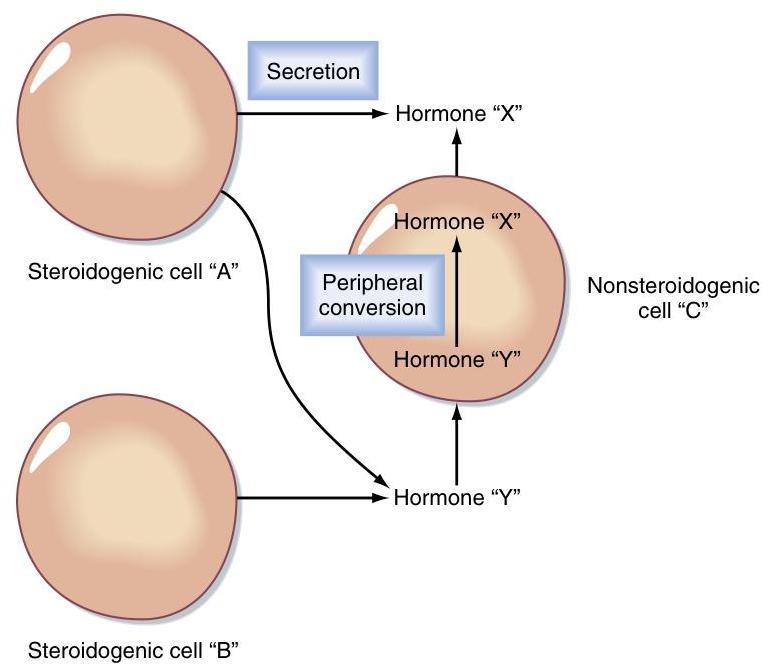 Secretion
Hormone “X”
Hormone “X”
Steroidogenic cell “A”
Peripheral
conversion
Nonsteroidogenic
cell “C”
Hormone “Y”
Hormone “Y”
Steroidogenic cell “B”